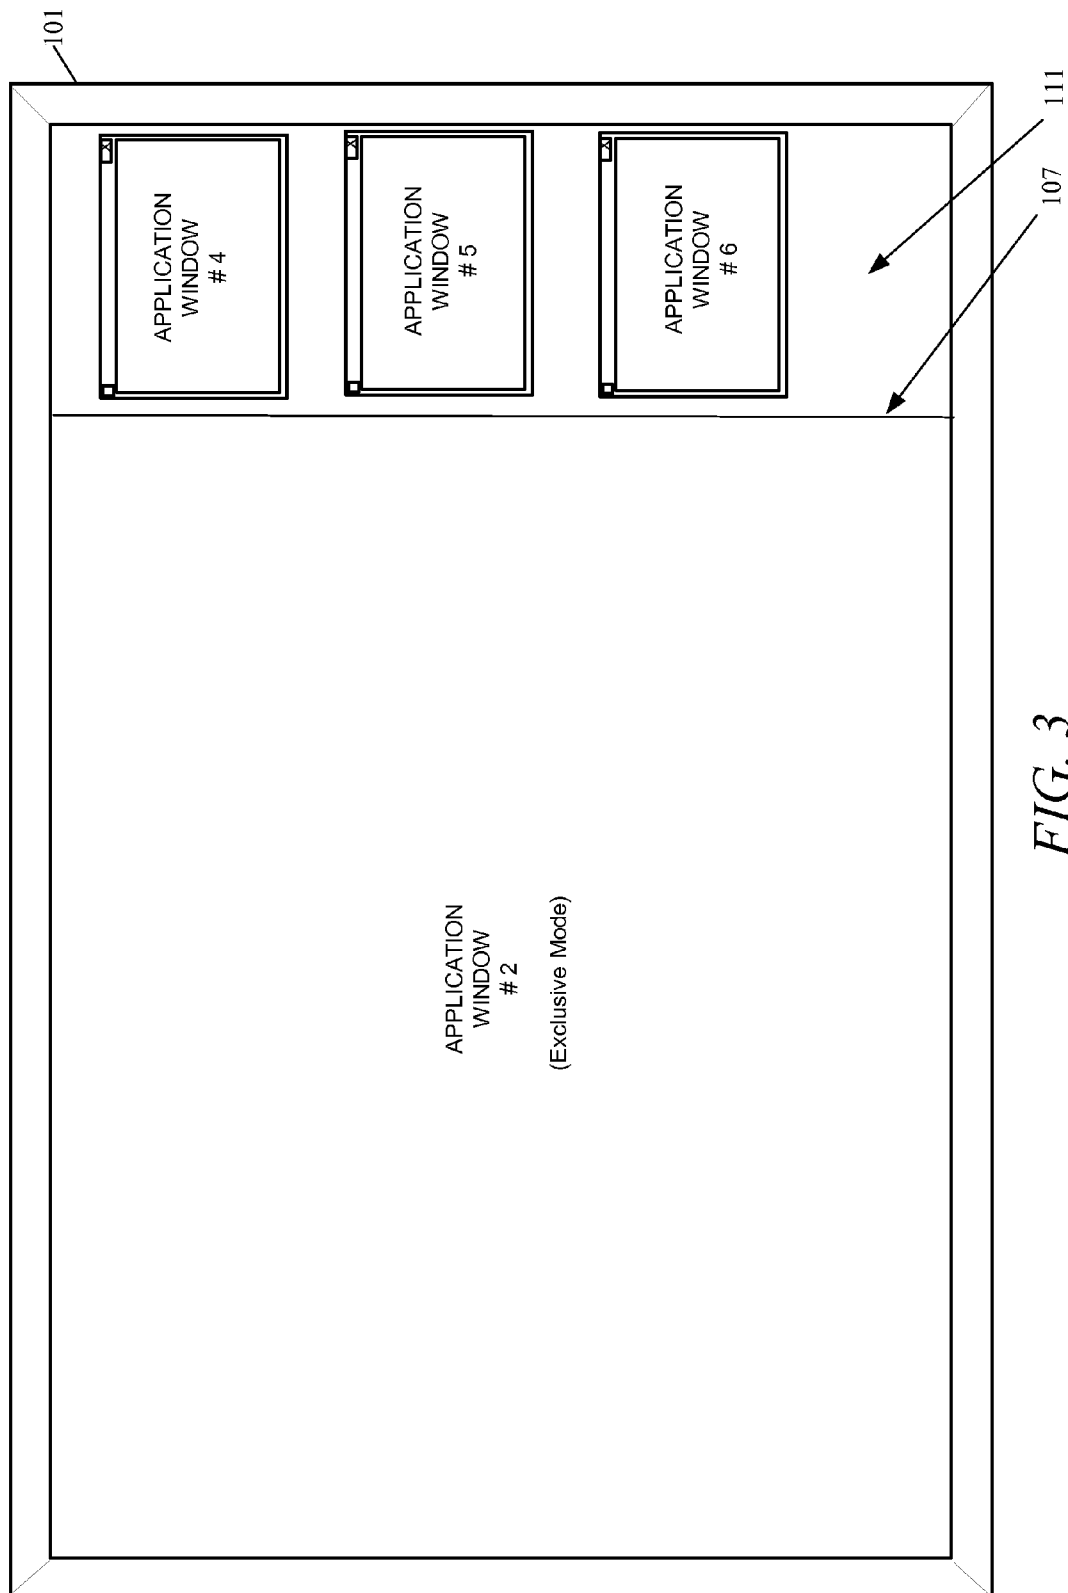 101
APPLICATION
WINDOW
# 2
(Exclusive Mode)
APPLICATION
WINDOW
# 6
APPLICATION
WINDOW
# 5
APPLICATION
WINDOW
# 4
107
111
FIG. 3